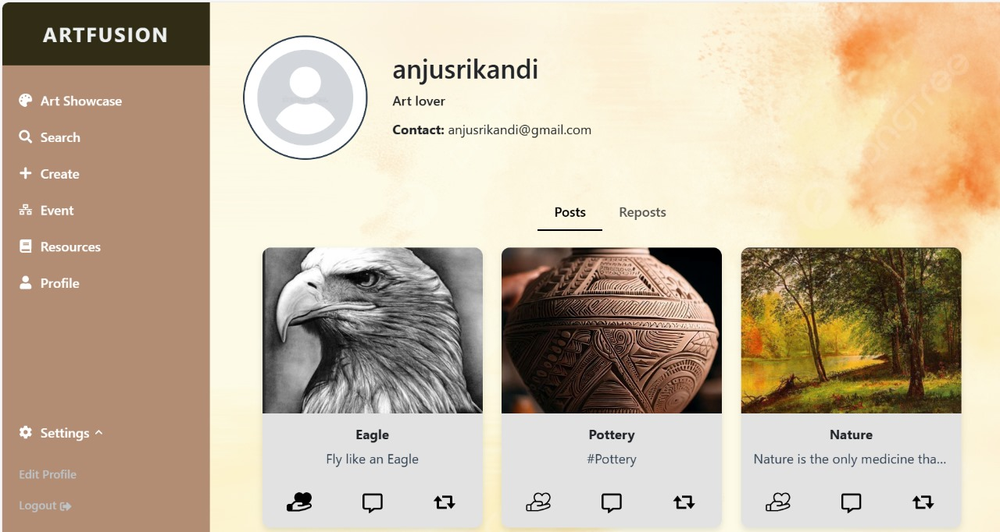 ARTFUSION
Art Showcase
Search
Create
Event
Resources
Profile
Settings
Edit Profile
Logout
anjusrikandi
Art lover
Contact: anjusrikandi@gmail.com
Posts Reposts
Eagle
Fly like an Eagle
Pottery
#Pottery
Nature
Nature is the only medicine tha...